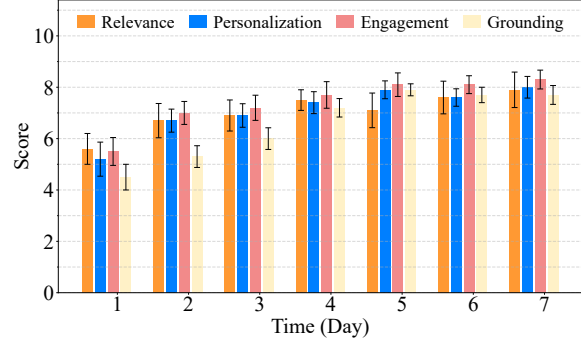 Relevance Personalization Engagement Grounding
10
8
6
4
2
0
Score
1 2 3 4 5 6 7
Time (Day)